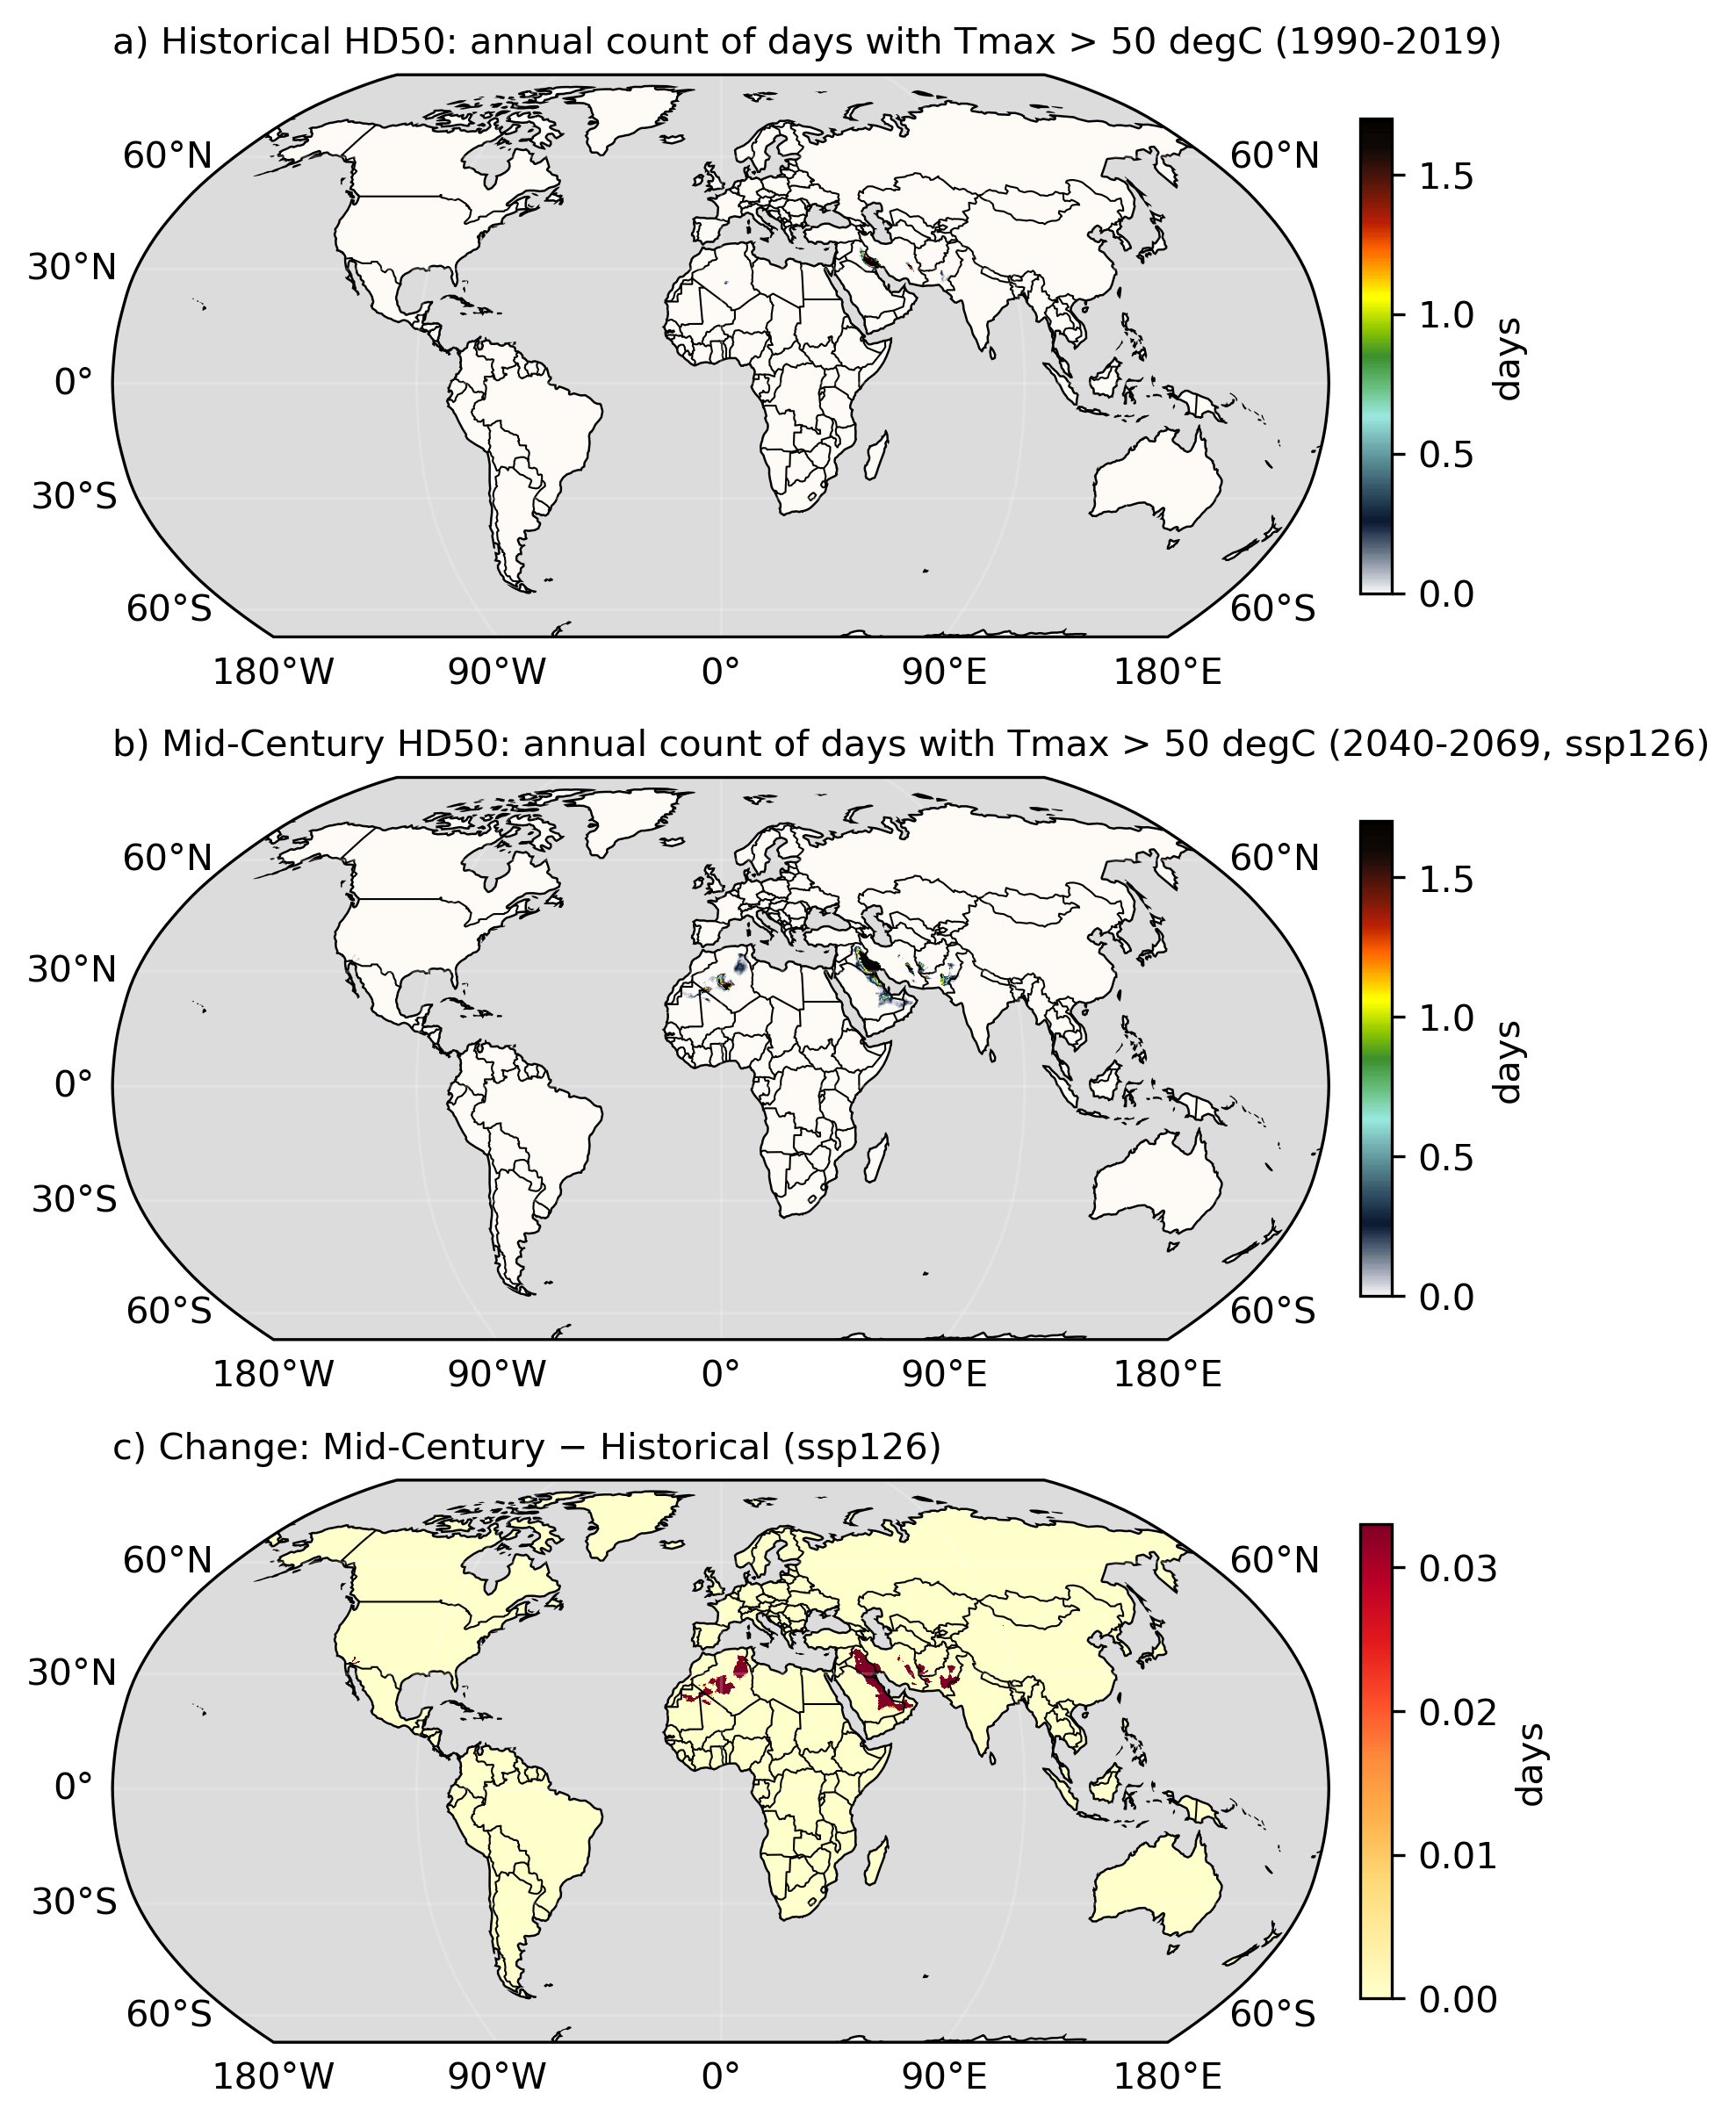 a) Historical HD50: annual count of days with Tmax > 50 degC (1990-2019)
60°N 60°N
30°N
0°
30°S
60°S 60°S
180°W 90°W 0° 90°E 180°E
1.5
1.0
0.5
0.0
days
b) Mid-Century HD50: annual count of days with Tmax > 50 degC (2040-2069, ssp126)
60°N 60°N
30°N
0°
30°S
60°S 60°S
180°W 90°W 0° 90°E 180°E
1.5
1.0
0.5
0.0
days
c) Change: Mid-Century − Historical (ssp126)
60°N 60°N
30°N
0°
30°S
60°S 60°S
180°W 90°W 0° 90°E 180°E
0.03
0.02
0.01
0.00
days